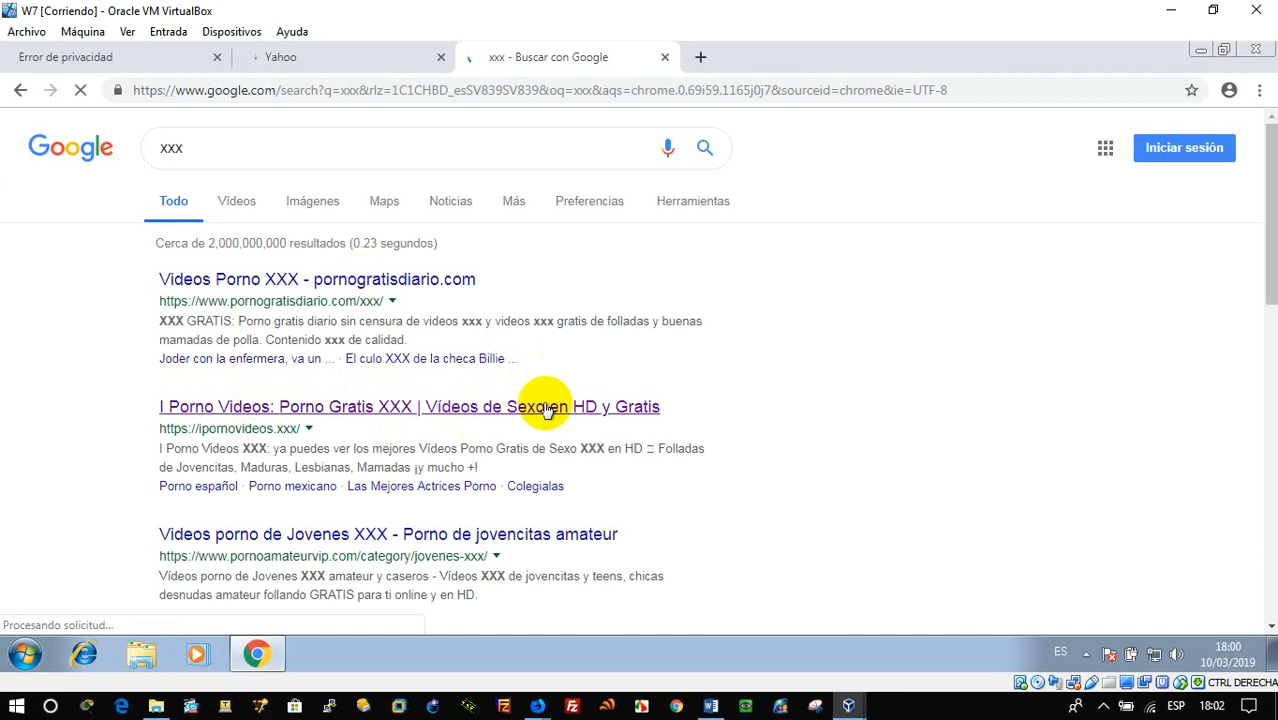 W7 [Corriendo] - Oracle VM VirtualBox
Archivo Máquina Ver Entrada Dispositivos Ayuda
Error de privacidad Yahoo xxx - Buscar con Google
https://www.google.com/search?q=xxx&rlz=1C1CHBD_esSV839SV839&oq=xxx&aqs=chrome.0.69i59.1165j0j7&sourceid=chrome&ie=UTF-8
Google xxx Iniciar sesión
Todo Vídeos Imágenes Maps Noticias Más Preferencias Herramientas
Cerca de 2,000,000,000 resultados (0.23 segundos)
Videos Porno XXX - pornogratisdiario.com
https://www.pornogratisdiario.com/xxx/
XXX GRATIS: Porno gratis diario sin censura de videos xxx y videos xxx gratis de folladas y buenas
mamadas de polla. Contenido xxx de calidad.
Joder con la enfermera, va un ... · El culo XXX de la checa Billie ...
I Porno Videos: Porno Gratis XXX | Vídeos de Sexo en HD y Gratis
https://ipornovideos.xxx/
I Porno Videos XXX: ya puedes ver los mejores Vídeos Porno Gratis de Sexo XXX en HD □ Folladas
de Jovencitas, Maduras, Lesbianas, Mamadas ¡y mucho +!
Porno español · Porno mexicano · Las Mejores Actrices Porno · Colegialas
Videos porno de Jovenes XXX - Porno de jovencitas amateur
https://www.pornoamateurvip.com/category/jovenes-xxx/
Vídeos porno de Jovenes XXX amateur y caseros - Vídeos XXX de jovencitas y teens, chicas
desnudas amateur follando GRATIS para ti online y en HD.
Procesando solicitud...
ES 18:00
10/03/2019
CTRL DERECHA
ESP 18:02